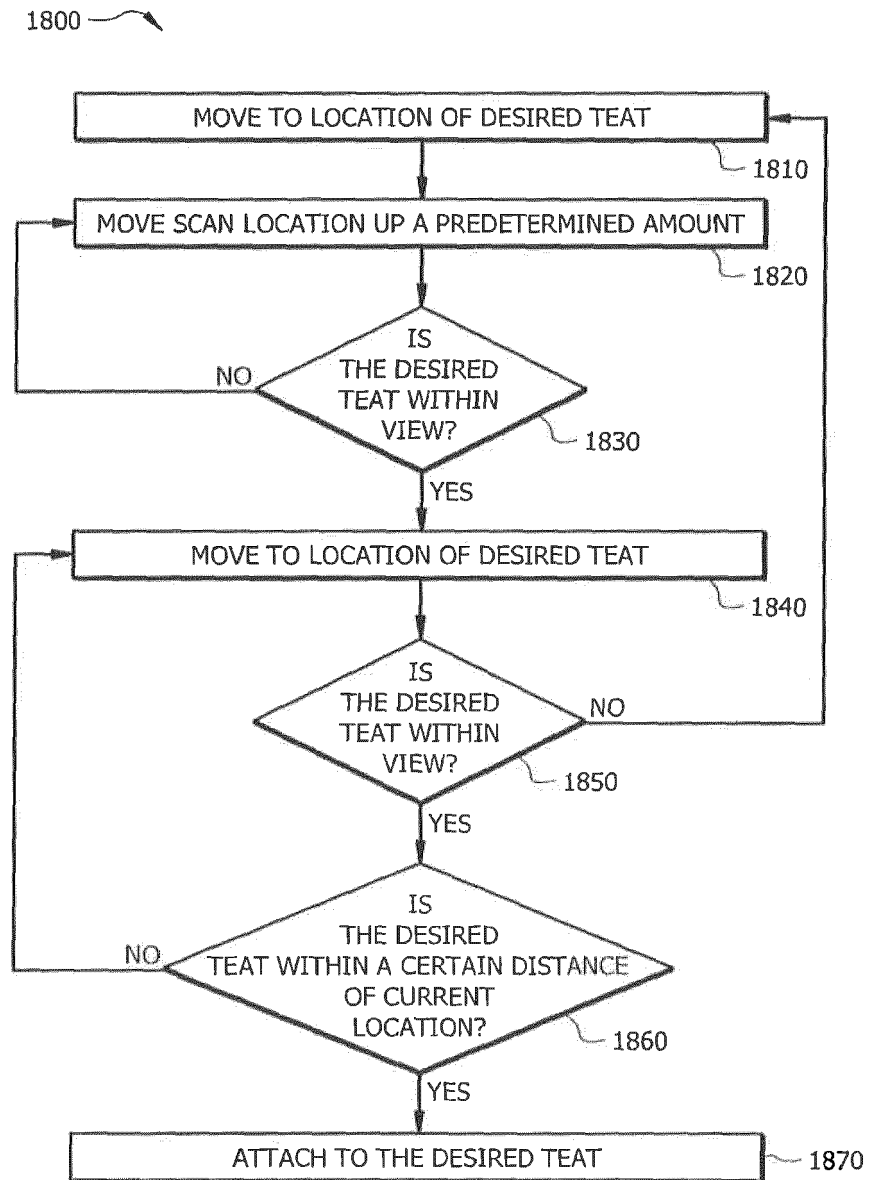 1800
MOVE TO LOCATION OF DESIRED TEAT
1810
MOVE SCAN LOCATION UP A PREDETERMINED AMOUNT
1820
IS
THE DESIRED
TEAT WITHIN
VIEW?
NO
1830
YES
MOVE TO LOCATION OF DESIRED TEAT
1840
IS
THE DESIRED
TEAT WITHIN
VIEW?
NO
1850
YES
IS
THE DESIRED
TEAT WITHIN A CERTAIN DISTANCE
OF CURRENT
LOCATION?
NO
1860
YES
ATTACH TO THE DESIRED TEAT
1870